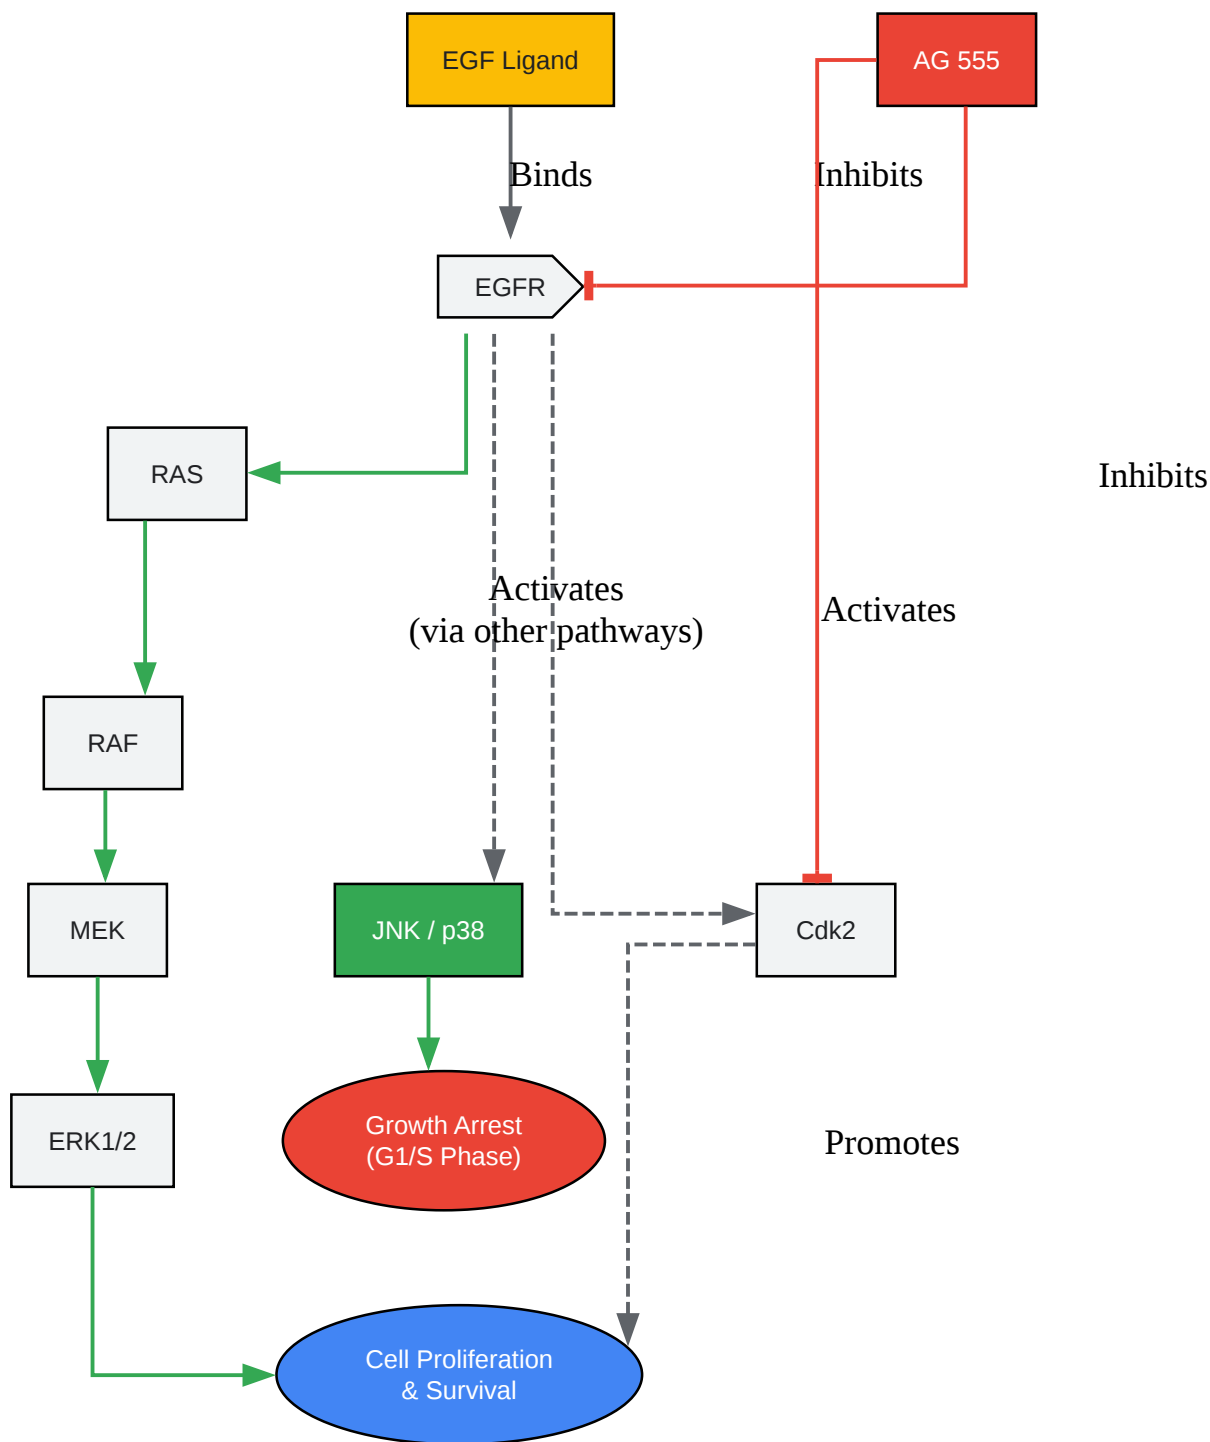 EGF Ligand
AG 555
Binds
Inhibits
EGFR
RAS
Inhibits
Activates
(via other pathways)
Activates
RAF
MEK
JNK / p38
Cdk2
ERK1/2
Growth Arrest
(G1/S Phase)
Promotes
Cell Proliferation
& Survival